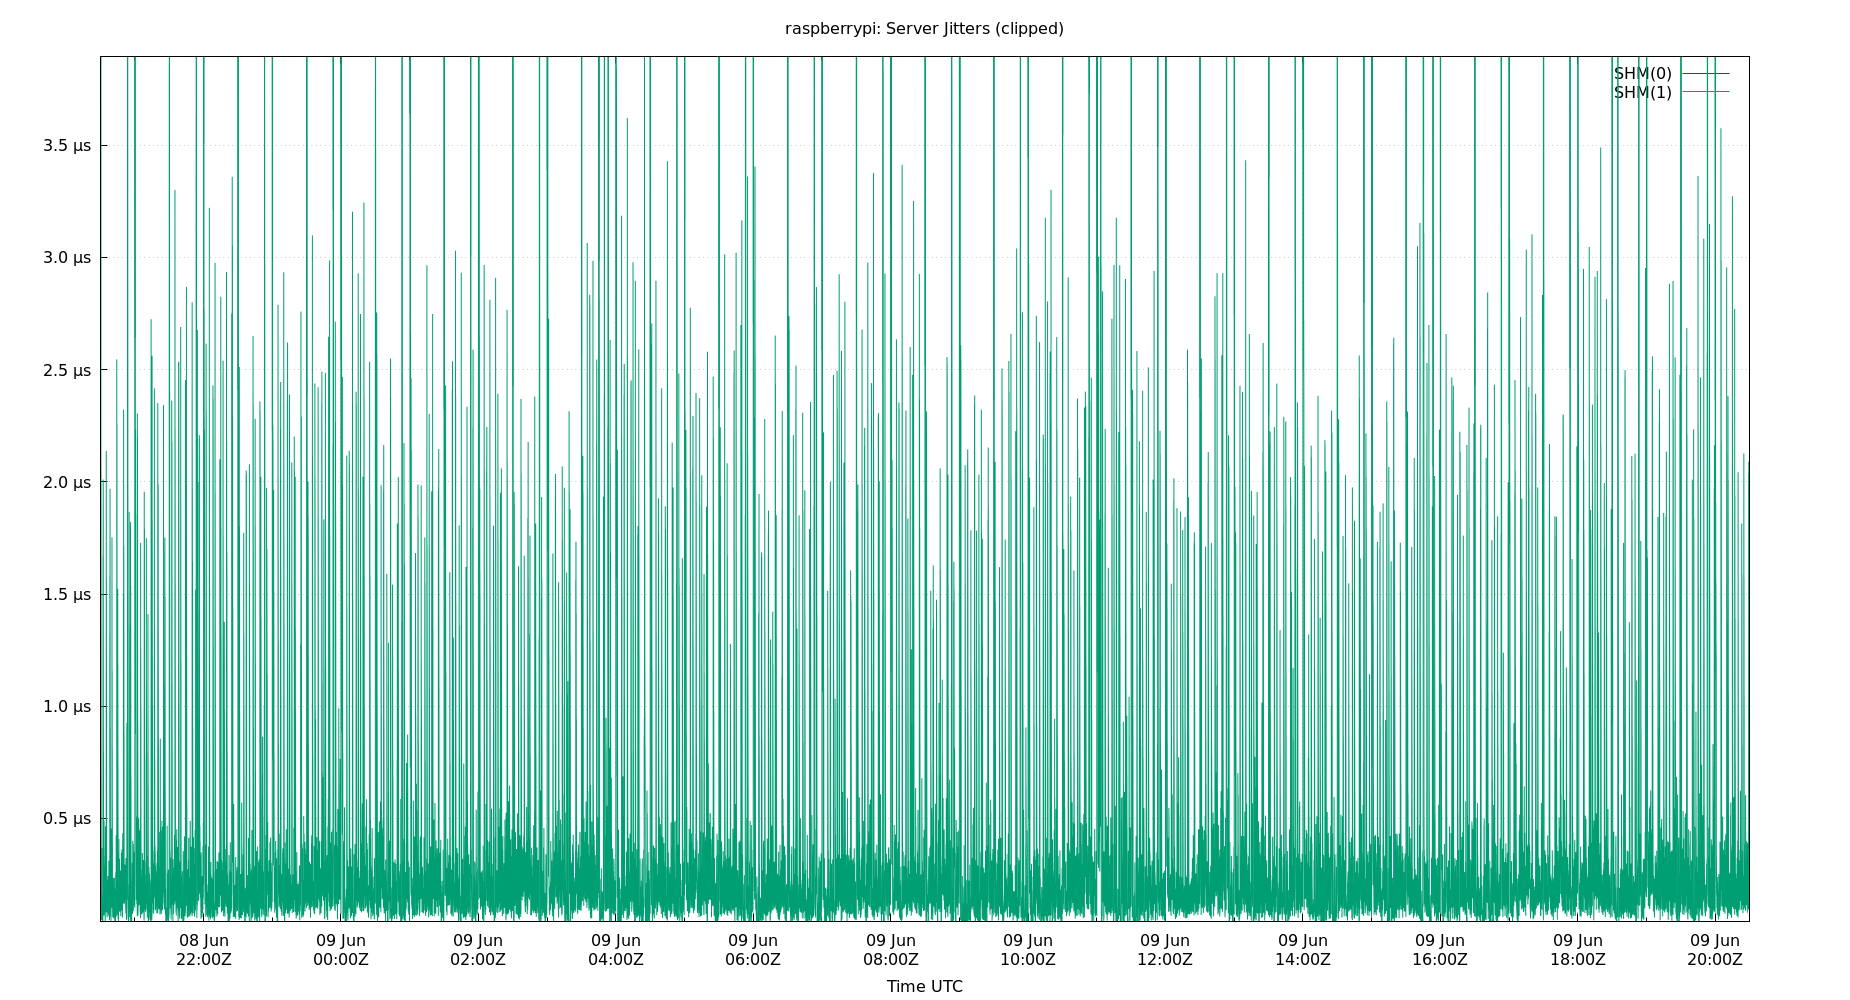 raspberrypi: Server Jitters (clipped)
SHM(0)
SHM(1)
3.5 µs
3.0 µs
2.5 µs
2.0 µs
1.5 µs
1.0 µs
0.5 µs
08 Jun 09 Jun 09 Jun 09 Jun 09 Jun 09 Jun 09 Jun 09 Jun 09 Jun 09 Jun 09 Jun 09 Jun
22:00Z 00:00Z 02:00Z 04:00Z 06:00Z 08:00Z 10:00Z 12:00Z 14:00Z 16:00Z 18:00Z 20:00Z
Time UTC